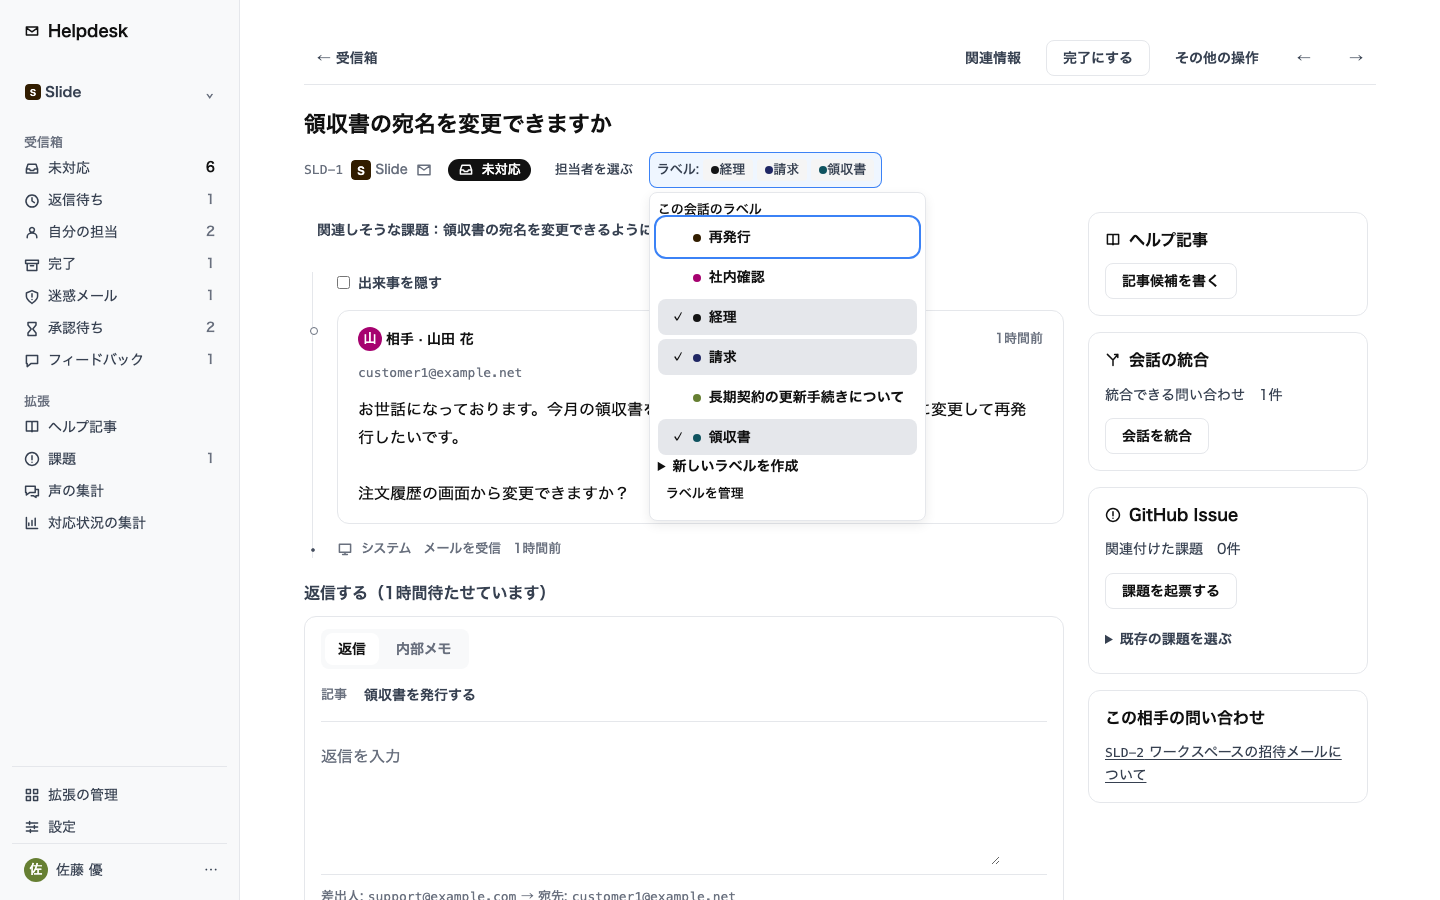 Helpdesk
S Slide
受信箱
未対応 6
返信待ち 1
自分の担当 2
完了 1
迷惑メール 1
承認待ち 2
フィードバック 1
拡張
ヘルプ記事
課題 1
声の集計
対応状況の集計
拡張の管理
設定
佐 佐藤 優 …
← 受信箱
関連情報 完了にする その他の操作 ← →
領収書の宛名を変更できますか
SLD-1 S Slide 未対応 担当者を選ぶ ラベル: 経理 請求 領収書
この会話のラベル
再発行
社内確認
✓ 経理
✓ 請求
長期契約の更新手続きについて
✓ 領収書
▶ 新しいラベルを作成
ラベルを管理
関連しそうな課題:領収書の宛名を変更できるように
出来事を隠す
山 相手 · 山田 花 1時間前
customer1@example.net
お世話になっております。今月の領収書を に変更して再発
行したいです。
注文履歴の画面から変更できますか?
システム メールを受信 1時間前
返信する(1時間待たせています)
返信 内部メモ
記事 領収書を発行する
返信を入力
差出人: support@example.com → 宛先: customer1@example.net
ヘルプ記事
記事候補を書く
会話の統合
統合できる問い合わせ 1件
会話を統合
GitHub Issue
関連付けた課題 0件
課題を起票する
▶ 既存の課題を選ぶ
この相手の問い合わせ
SLD-2 ワークスペースの招待メールに
ついて